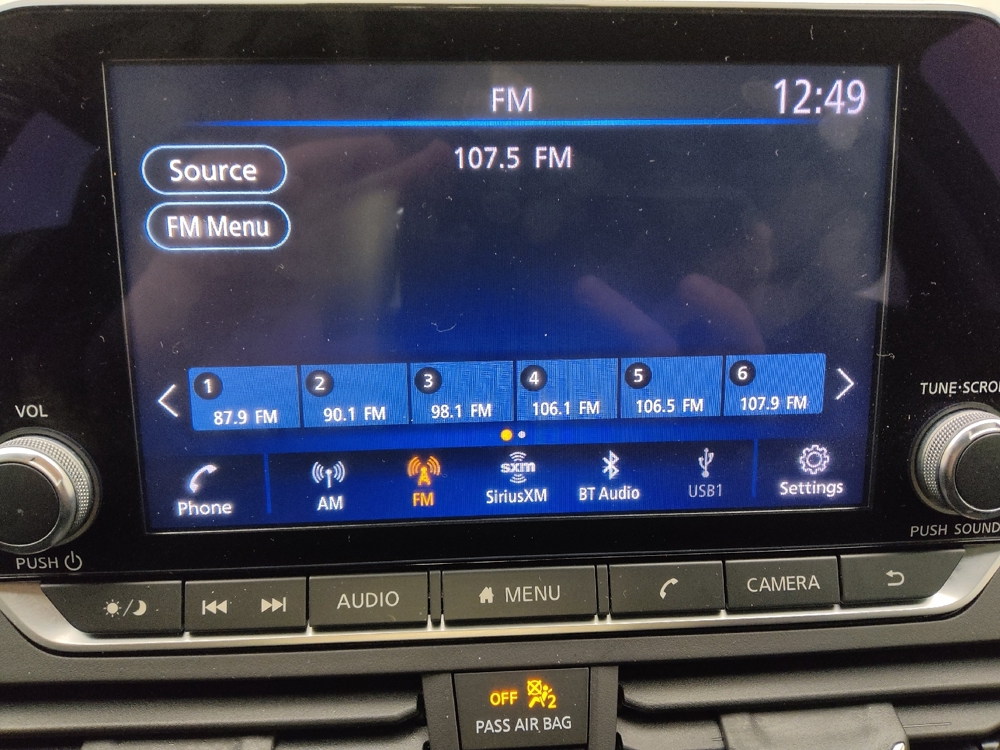 FM
12:49
Source
107.5 FM
FM Menu
1
87.9 FM
2
90.1 FM
3
98.1 FM
4
106.1 FM
5
106.5 FM
6
107.9 FM
Phone
AM
FM
sxm
SiriusXM
BT Audio
USB1
Settings
VOL
PUSH
TUNE·SCRO
PUSH SOUND
AUDIO
MENU
CAMERA
OFF
2
PASS AIR BAG